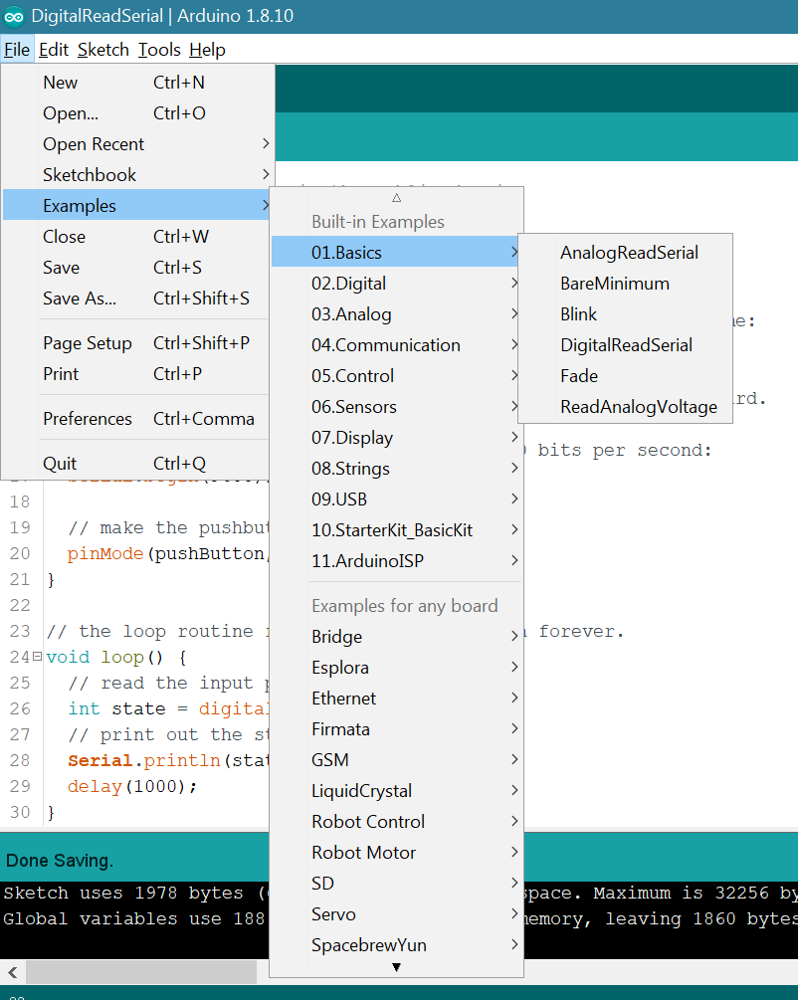 DigitalReadSerial | Arduino 1.8.10
File Edit Sketch Tools Help
New Ctrl+N
Open... Ctrl+O
Open Recent
Sketchbook
Examples
Close Ctrl+W
Save Ctrl+S
Save As... Ctrl+Shift+S
Page Setup Ctrl+Shift+P
Print Ctrl+P
Preferences Ctrl+Comma
Quit Ctrl+Q
Built-in Examples
01.Basics
02.Digital
03.Analog
04.Communication
05.Control
06.Sensors
07.Display
08.Strings
09.USB
10.StarterKit_BasicKit
11.ArduinoISP
Examples for any board
Bridge
Esplora
Ethernet
Firmata
GSM
LiquidCrystal
Robot Control
Robot Motor
SD
Servo
SpacebrewYun
AnalogReadSerial
BareMinimum
Blink
DigitalReadSerial
Fade
ReadAnalogVoltage
e:
rd.
bits per second:
18
19 // make the pushbut
20 pinMode(pushButton,
21 }
22
23 // the loop routine forever.
24 void loop() {
25 // read the input p
26 int state = digital
27 // print out the st
28 Serial.println(stat
29 delay(1000);
30 }
Done Saving.
Sketch uses 1978 bytes ( space. Maximum is 32256 by
Global variables use 188 memory, leaving 1860 bytes